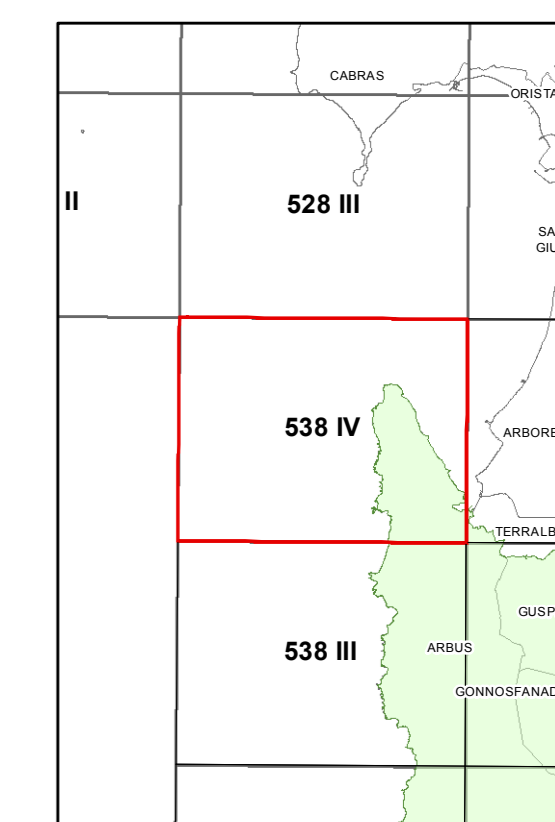 CABRAS
ORISTA
II
528 III
SA
GIU
538 IV
ARBORE
TERRALB
GUSP
538 III
ARBUS
GONNOSFANAD